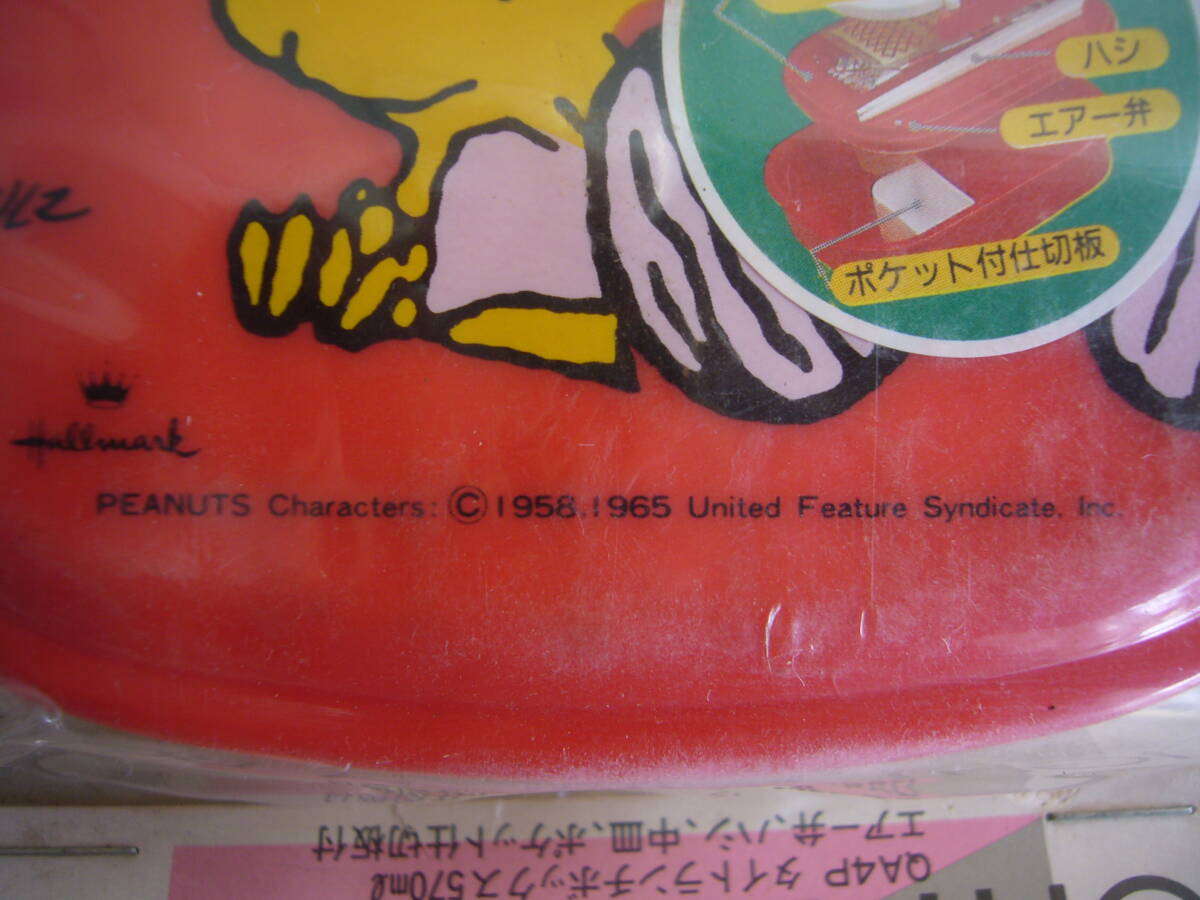 ハシ
エアー弁
ポケット付仕切板
Hallmark
PEANUTS Characters: © 1958, 1965 United Feature Syndicate, Inc.
QA4P タイトランチボックス570mℓ
エアー弁、ハシ、中皿、ポケット仕切板付